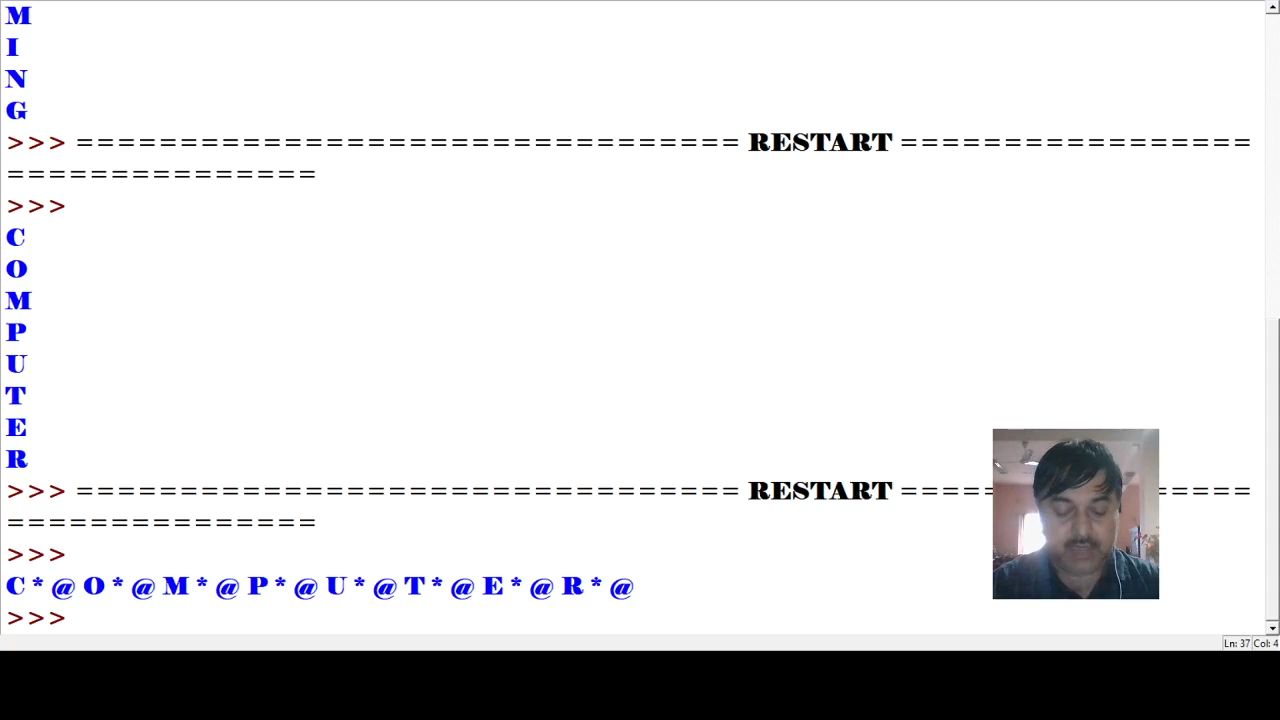 M
I
N
G
>>> ================================ RESTART =================
===============
>>>
C
O
M
P
U
T
E
R
>>> ================================ RESTART ===== =====
===============
>>>
C*@O*@M*@P*@U*@T*@E*@R*@
>>>
Ln: 37 Col: 4